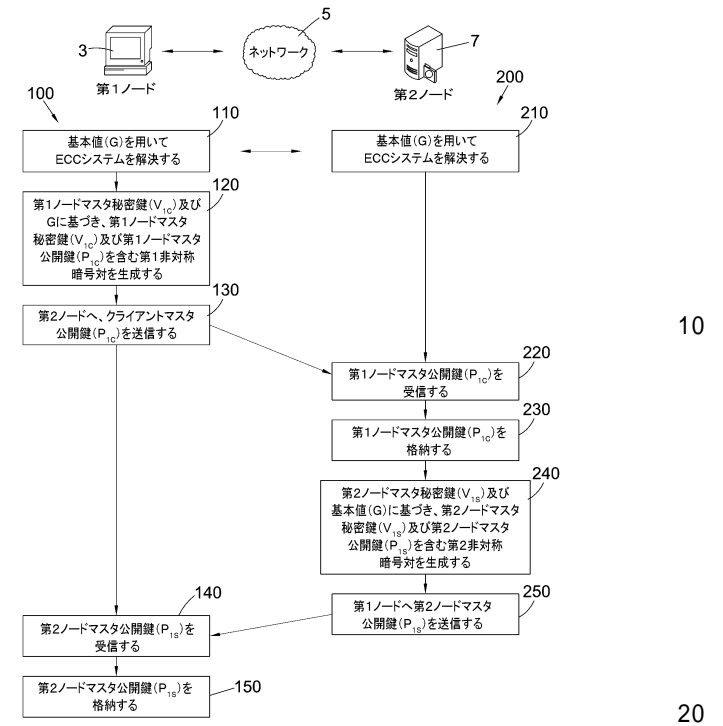 5
3
ネットワーク
7
第1ノード
第2ノード
100
200
110
基本値(G)を用いて
ECCシステムを解決する
210
基本値(G)を用いて
ECCシステムを解決する
120
第1ノードマスタ秘密鍵(V1C)及び
Gに基づき、第1ノードマスタ
秘密鍵(V1C)及び第1ノードマスタ
公開鍵(P1C)を含む第1非対称
暗号対を生成する
130
第2ノードへ、クライアントマスタ
公開鍵(P1C)を送信する
10
220
第1ノードマスタ公開鍵(P1C)を
受信する
230
第1ノードマスタ公開鍵(P1C)を
格納する
240
第2ノードマスタ秘密鍵(V1S)及び
基本値(G)に基づき、第2ノードマスタ
秘密鍵(V1S)及び第2ノードマスタ
公開鍵(P1S)を含む第2非対称
暗号対を生成する
250
第1ノードへ第2ノードマスタ
公開鍵(P1S)を送信する
140
第2ノードマスタ公開鍵(P1S)を
受信する
150
第2ノードマスタ公開鍵(P1S)を
格納する
20